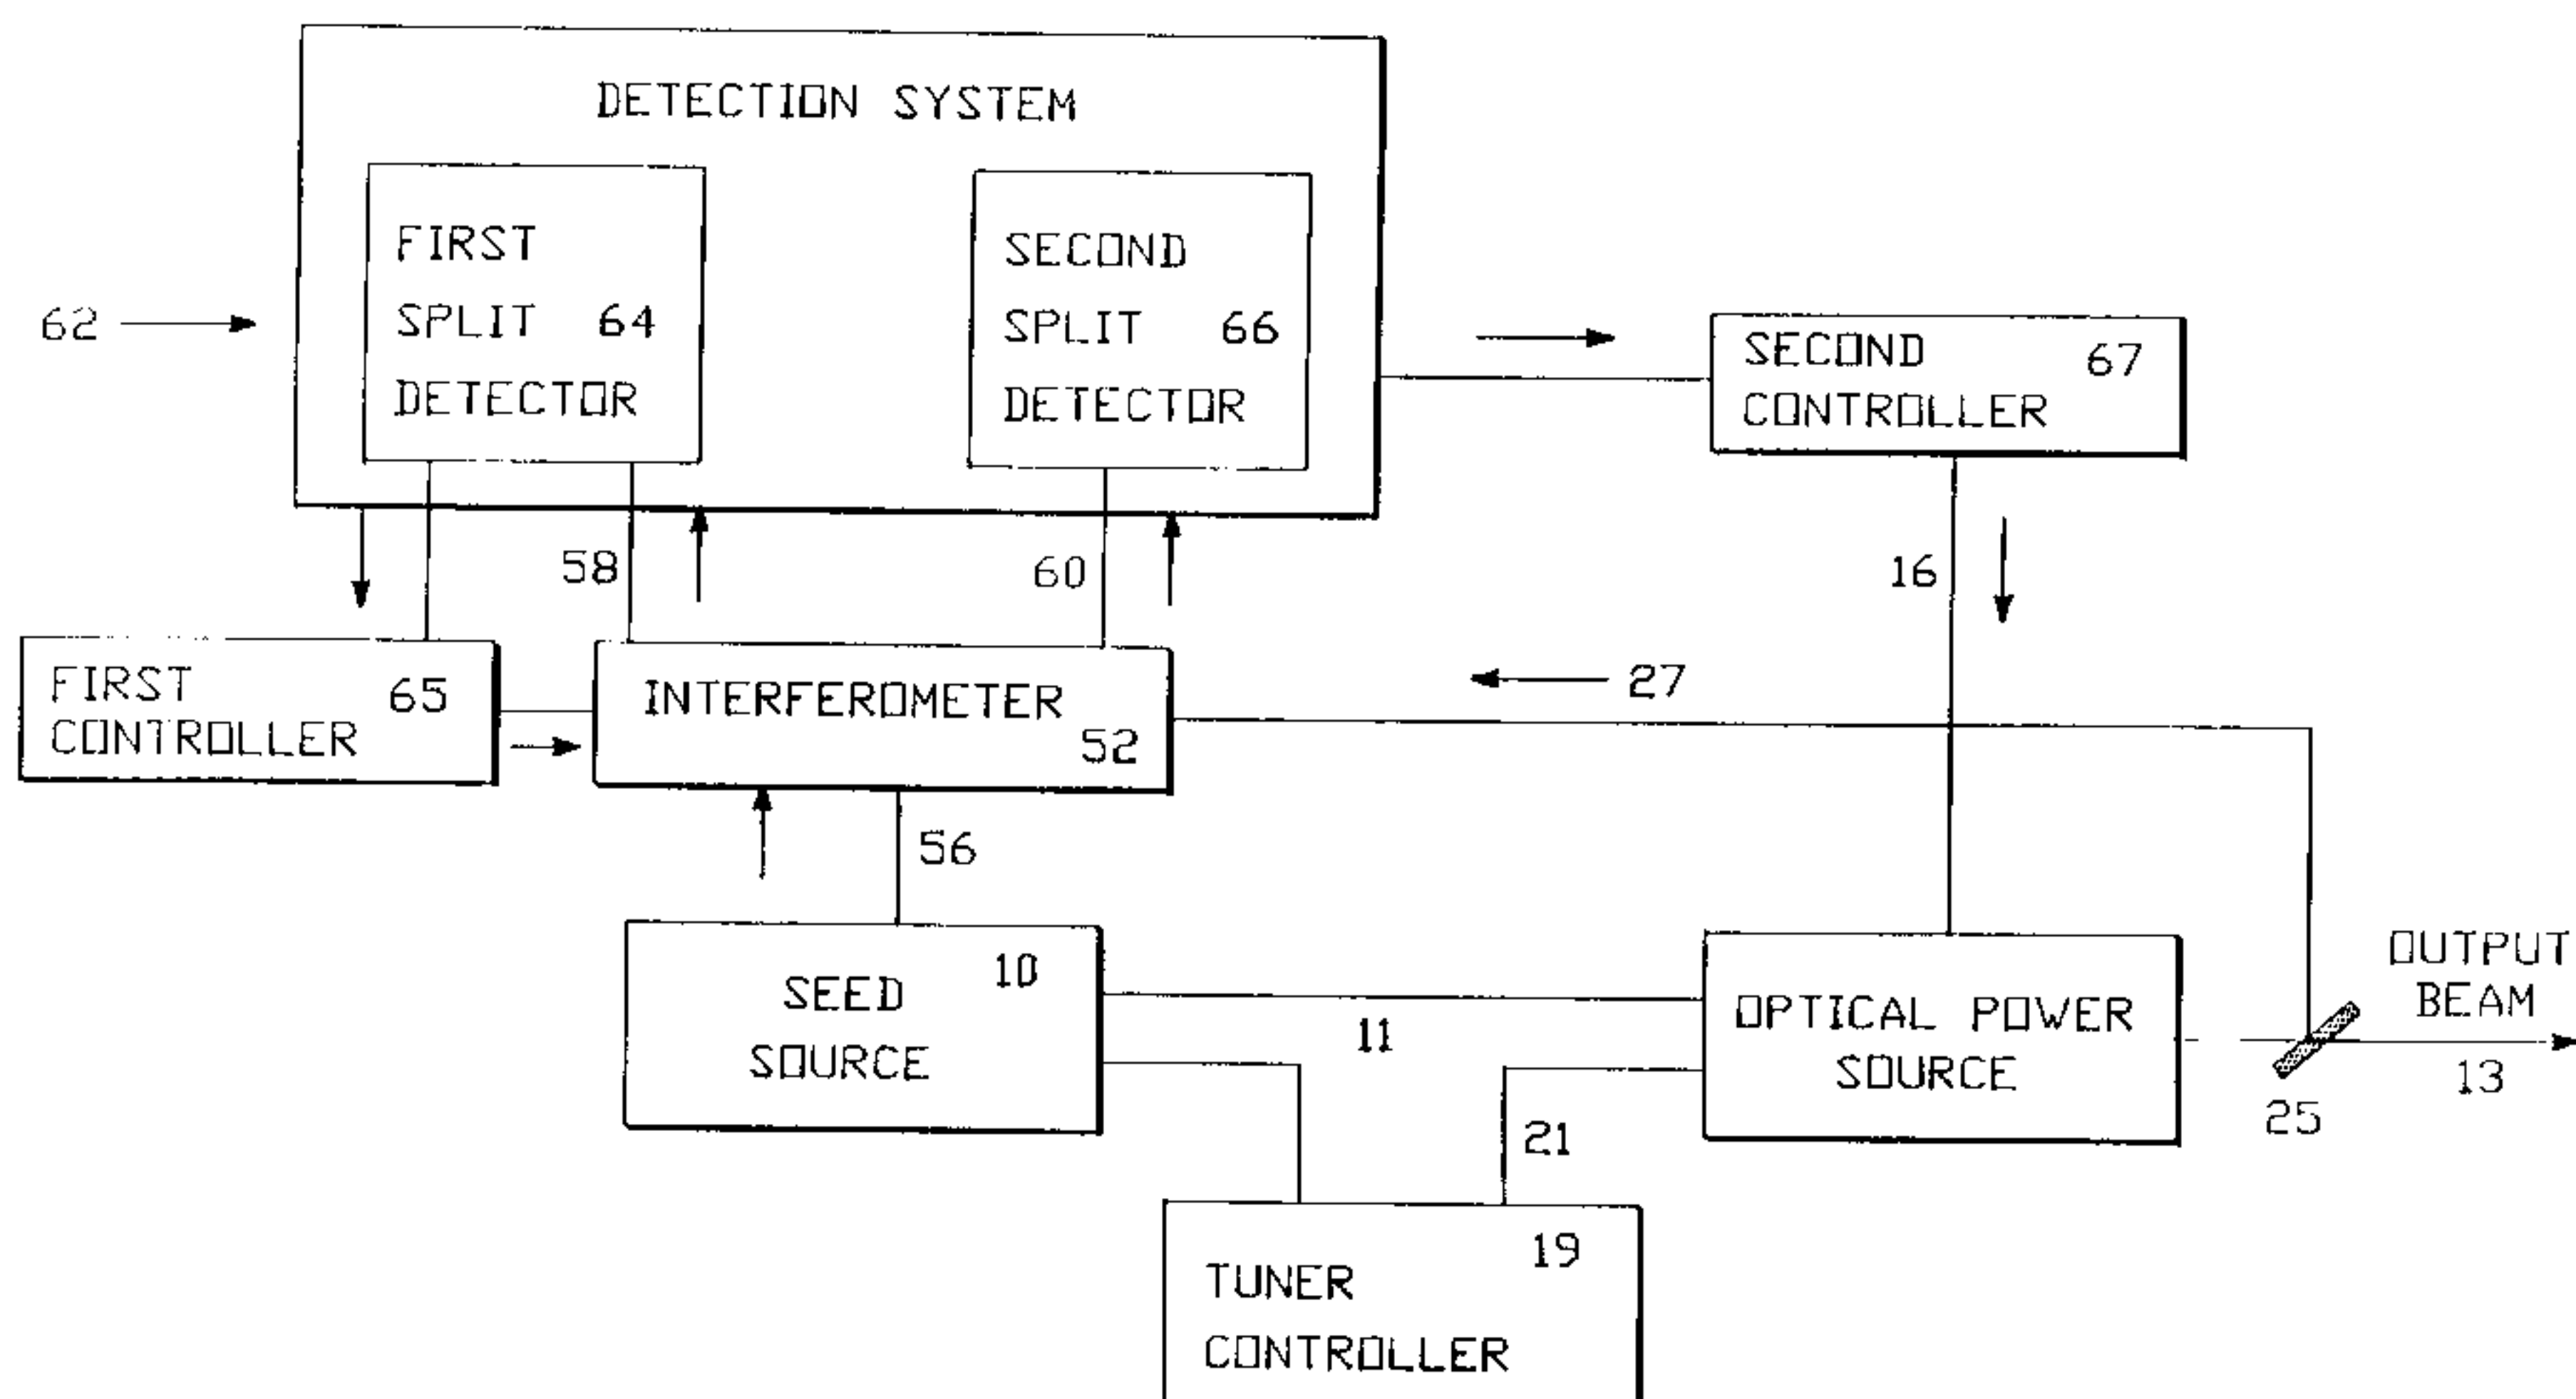 DETECTION SYSTEM
FIRST
SPLIT 64
DETECTOR
SECOND
SPLIT 66
DETECTOR
62
SECOND 67
CONTROLLER
58
60
16
FIRST 65
CONTROLLER
INTERFEROMETER
52
27
56
10
SEED
SOURCE
11
OPTICAL POWER
SOURCE
OUTPUT
BEAM
13
25
21
19
TUNER
CONTROLLER